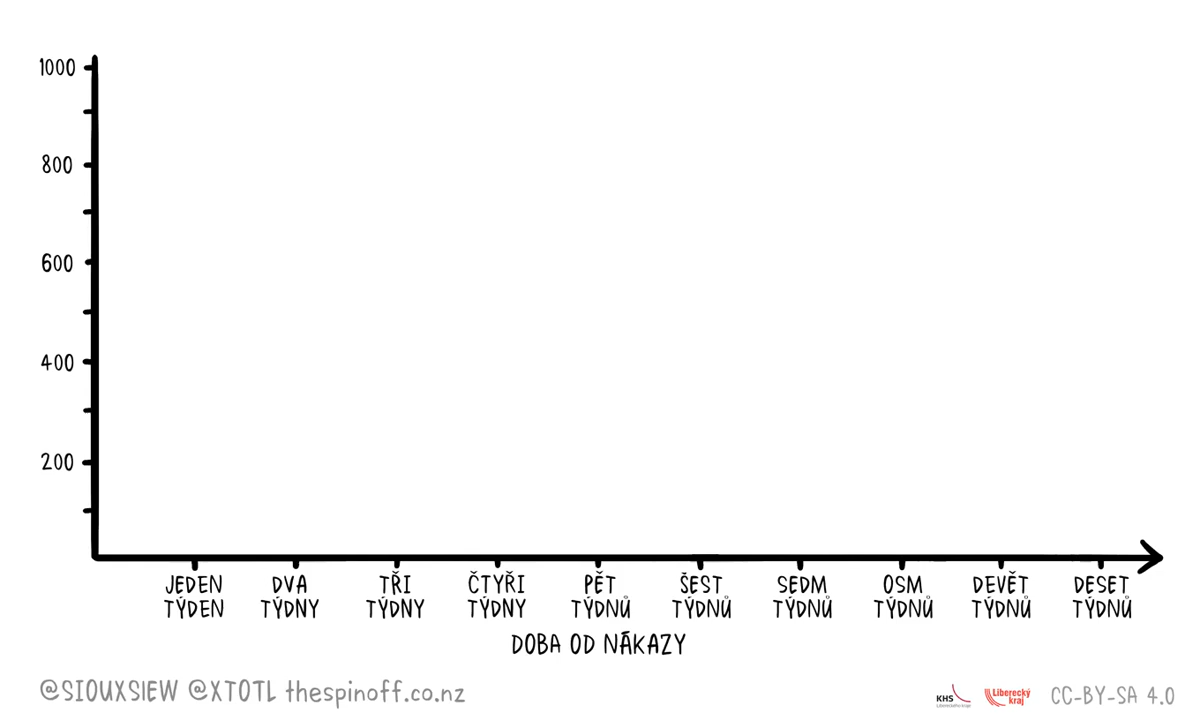 1000
800
600
400
200
JEDEN TÝDEN
DVA TÝDNY
TŘI TÝDNY
ČTYŘI TÝDNY
PĚT TÝDNŮ
ŠEST TÝDNŮ
SEDM TÝDNŮ
OSM TÝDNŮ
DEVĚT TÝDNŮ
DESET TÝDNŮ
DOBA OD NÁKAZY
@SIOUXSIEW @XTOTL thespinoff.co.nz
KHS
Liberecký
kraj
CC-BY-SA 4.0